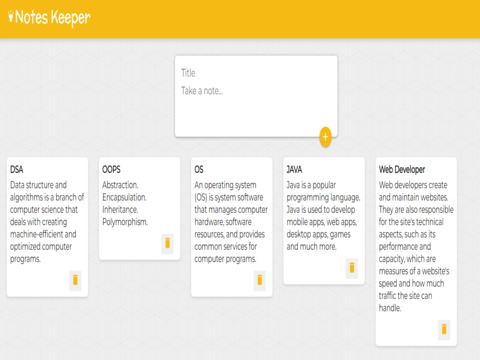 Notes Keeper
Title
Take a note...
DSA
Data structure and
algorithms is a branch of
computer science that
deals with creating
machine-efficient and
optimized computer
programs.
OOPS
Abstraction.
Encapsulation.
Inheritance.
Polymorphism.
OS
An operating system
(OS) is system software
that manages computer
hardware, software
resources, and provides
common services for
computer programs.
JAVA
Java is a popular
programming language.
Java is used to develop
mobile apps, web apps,
desktop apps, games
and much more.
Web Developer
Web developers create
and maintain websites.
They are also responsible
for the site's technical
aspects, such as its
performance and
capacity, which are
measures of a website's
speed and how much
traffic the site can
handle.